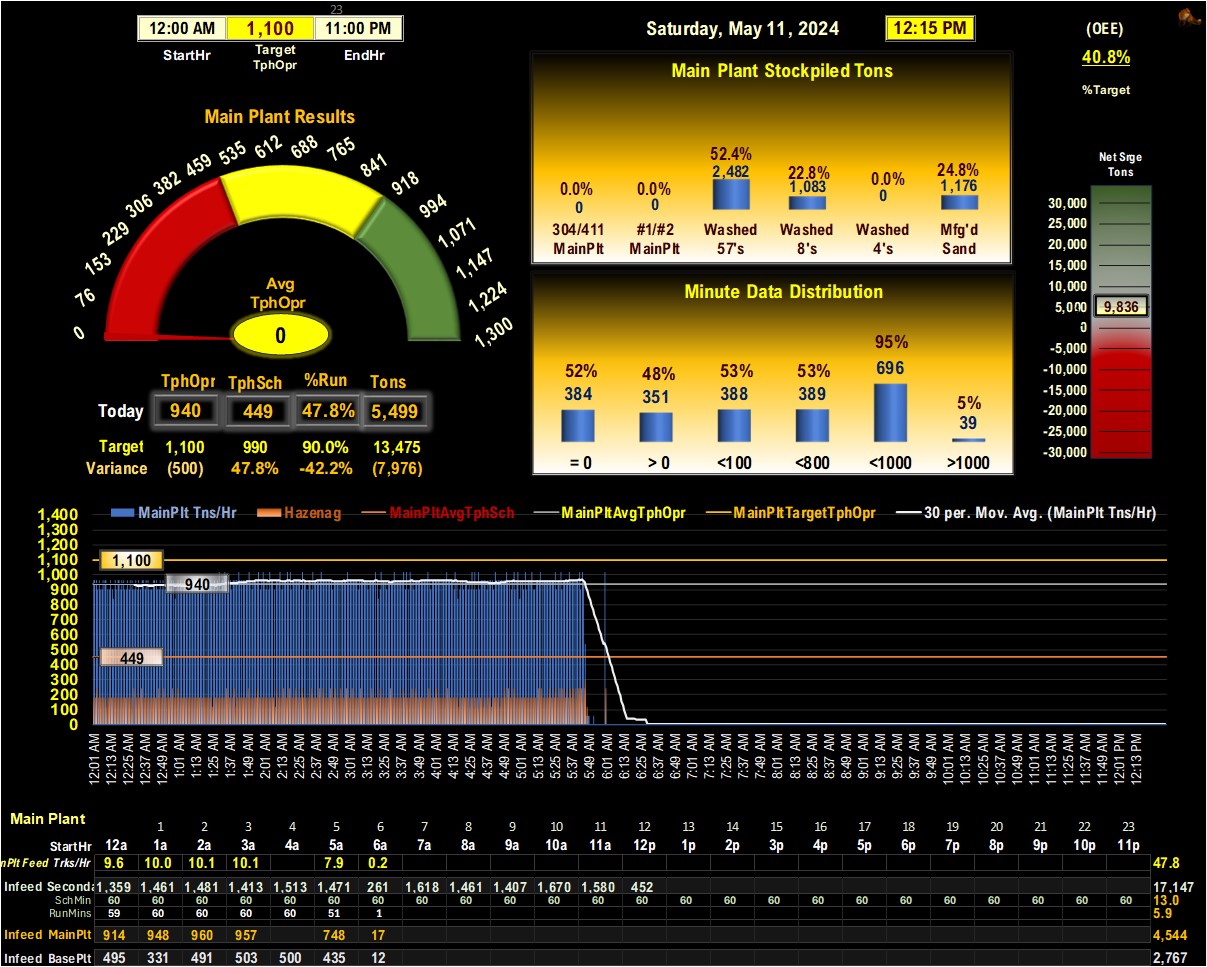 23
12:00 AM 1,100 11:00 PM
StartHr Target TphOpr EndHr
Saturday, May 11, 2024 12:15 PM
(OEE)
40.8%
%Target
Main Plant Results
0 76 153 229 306 382 459 535 612 688 765 841 918 994 1,071 1,147 1,224 1,300
Avg
TphOpr
0
TphOpr TphSch %Run Tons
Today 940 449 47.8% 5,499
Target 1,100 990 90.0% 13,475
Variance (500) 47.8% -42.2% (7,976)
Main Plant Stockpiled Tons
0.0% 0.0% 52.4% 22.8% 0.0% 24.8%
0 0 2,482 1,083 0 1,176
304/411 #1/#2 Washed Washed Washed Mfg'd
MainPlt MainPlt 57's 8's 4's Sand
Minute Data Distribution
52% 48% 53% 53% 95% 5%
384 351 388 389 696 39
= 0 > 0 <100 <800 <1000 >1000
Net Srge
Tons
30,000
25,000
20,000
15,000
10,000
5,000
9,836
0
-5,000
-10,000
-15,000
-20,000
-25,000
-30,000
MainPlt Tns/Hr Hazenag MainPltAvgTphSch MainPltAvgTphOpr MainPltTargetTphOpr 30 per. Mov. Avg. (MainPlt Tns/Hr)
1,400
1,300
1,200
1,100
1,000
900
800
700
600
500
400
300
200
100
0
1,100
940
449
12:01 AM 12:13 AM 12:25 AM 12:37 AM 12:49 AM 1:01 AM 1:13 AM 1:25 AM 1:37 AM 1:49 AM 2:01 AM 2:13 AM 2:25 AM 2:37 AM 2:49 AM 3:01 AM 3:13 AM 3:25 AM 3:37 AM 3:49 AM 4:01 AM 4:13 AM 4:25 AM 4:37 AM 4:49 AM 5:01 AM 5:13 AM 5:25 AM 5:37 AM 5:49 AM 6:01 AM 6:13 AM 6:25 AM 6:37 AM 6:49 AM 7:01 AM 7:13 AM 7:25 AM 7:37 AM 7:49 AM 8:01 AM 8:13 AM 8:25 AM 8:37 AM 8:49 AM 9:01 AM 9:13 AM 9:25 AM 9:37 AM 9:49 AM 10:01 AM 10:13 AM 10:25 AM 10:37 AM 10:49 AM 11:01 AM 11:13 AM 11:25 AM 11:37 AM 11:49 AM 12:01 PM 12:13 PM
Main Plant
1 2 3 4 5 6 7 8 9 10 11 12 13 14 15 16 17 18 19 20 21 22 23
StartHr 12a 1a 2a 3a 4a 5a 6a 7a 8a 9a 10a 11a 12p 1p 2p 3p 4p 5p 6p 7p 8p 9p 10p 11p
nPlt Feed Trks/Hr 9.6 10.0 10.1 10.1 7.9 0.2 47.8
Infeed Seconda 1,359 1,461 1,481 1,413 1,513 1,471 261 1,618 1,461 1,407 1,670 1,580 452 17,147
SchMin 60 60 60 60 60 60 60 60 60 60 60 60 60 60 60 60 60 60 60 60 60 60 60 60 13.0
RunMins 59 60 60 60 60 51 1 5.9
Infeed MainPlt 914 948 960 957 748 17 4,544
Infeed BasePlt 495 331 491 503 500 435 12 2,767